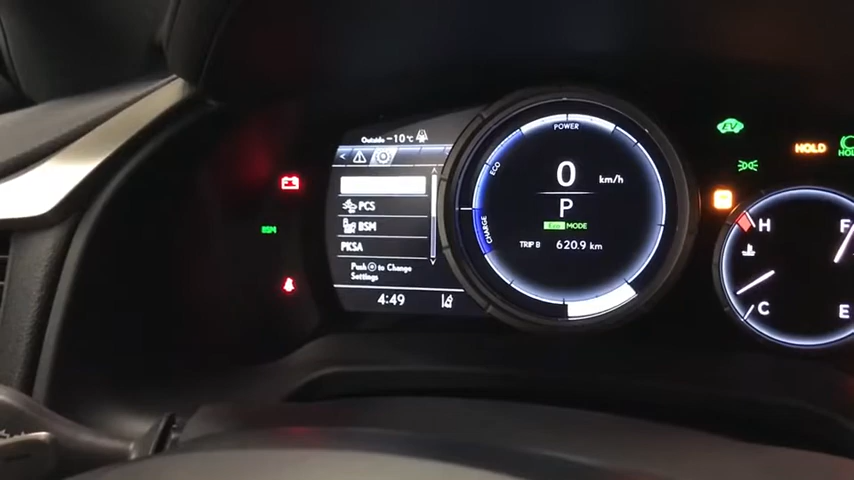 Outside -10°C
<
PCS
BSM
PKSA
Push to Change
Settings
4:49
BSM
POWER
ECO
CHARGE
0 km/h
P
Eco MODE
TRIP B 620.9 km
EV
HOLD
HOLD
H
C
F
E